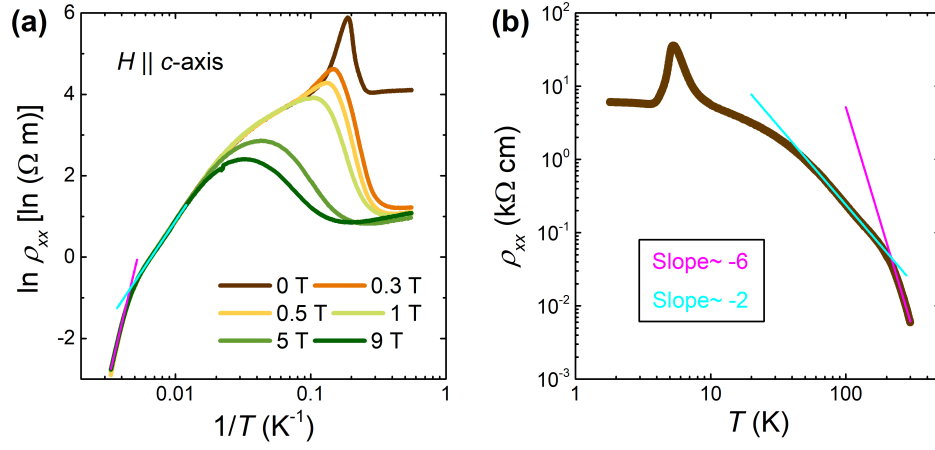 (a)
H || c-axis
ln ρxx [ln (Ω m)]
6
4
2
0
-2
0 T
0.3 T
0.5 T
1 T
5 T
9 T
0.01
0.1
1
1/T (K⁻¹)
(b)
ρxx (kΩ cm)
10²
10¹
10⁰
10⁻¹
10⁻²
10⁻³
Slope~ -6
Slope~ -2
10
100
T (K)